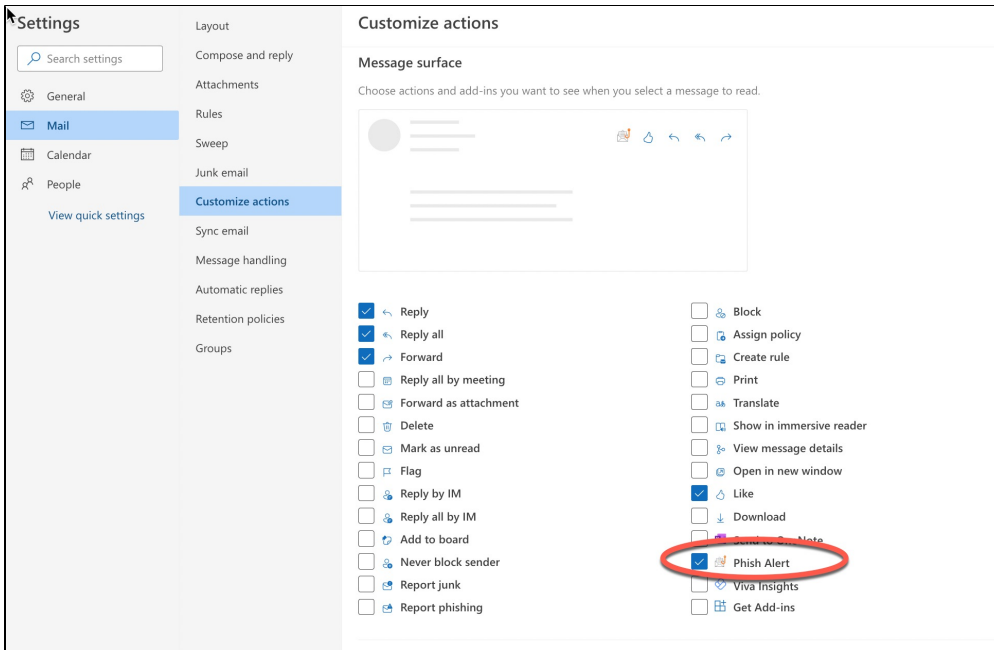 Settings
Search settings
General
Mail
Calendar
People
View quick settings
Layout
Compose and reply
Attachments
Rules
Sweep
Junk email
Customize actions
Sync email
Message handling
Automatic replies
Retention policies
Groups
Customize actions
Message surface
Choose actions and add-ins you want to see when you select a message to read.
Reply
Reply all
Forward
Reply all by meeting
Forward as attachment
Delete
Mark as unread
Flag
Reply by IM
Reply all by IM
Add to board
Never block sender
Report junk
Report phishing
Block
Assign policy
Create rule
Print
Translate
Show in immersive reader
View message details
Open in new window
Like
Download
Send to OneNote
Phish Alert
Viva Insights
Get Add-ins